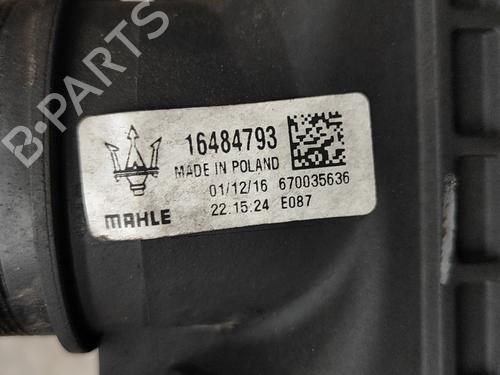 B-PARTS
16484793
MADE IN POLAND
01/12/16 670035636
MAHLE
22:15:24 E087